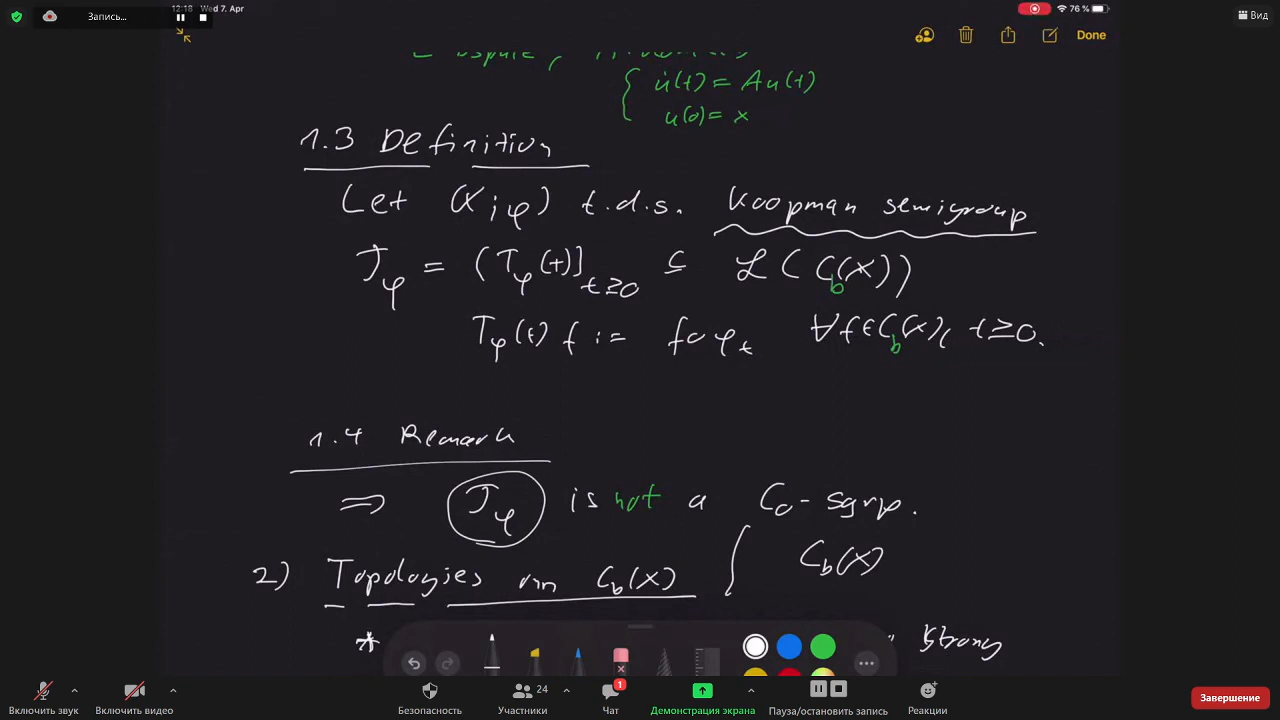 12:18 Wed 7. Apr
Запись...
76 %
Вид
Done
u̇(t) = Au(t)
u(0) = x
1.3 Definition
Let (X; φ) t.d.s. Koopman semigroup
𝒯_φ = (T_φ(t))_{t≥0} ⊆ ℒ(C_b(X))
T_φ(t) f := f∘φ_t ∀f∈C_b(X), t≥0.
1.4 Remark
⇒ 𝒯_φ is not a C₀-sgrp.
2) Topologies on C_b(X) { C_b(X)
* strong
Включить звук
Включить видео
Безопасность
24
Участники
1
Чат
Демонстрация экрана
Пауза/остановить запись
Реакции
Завершение